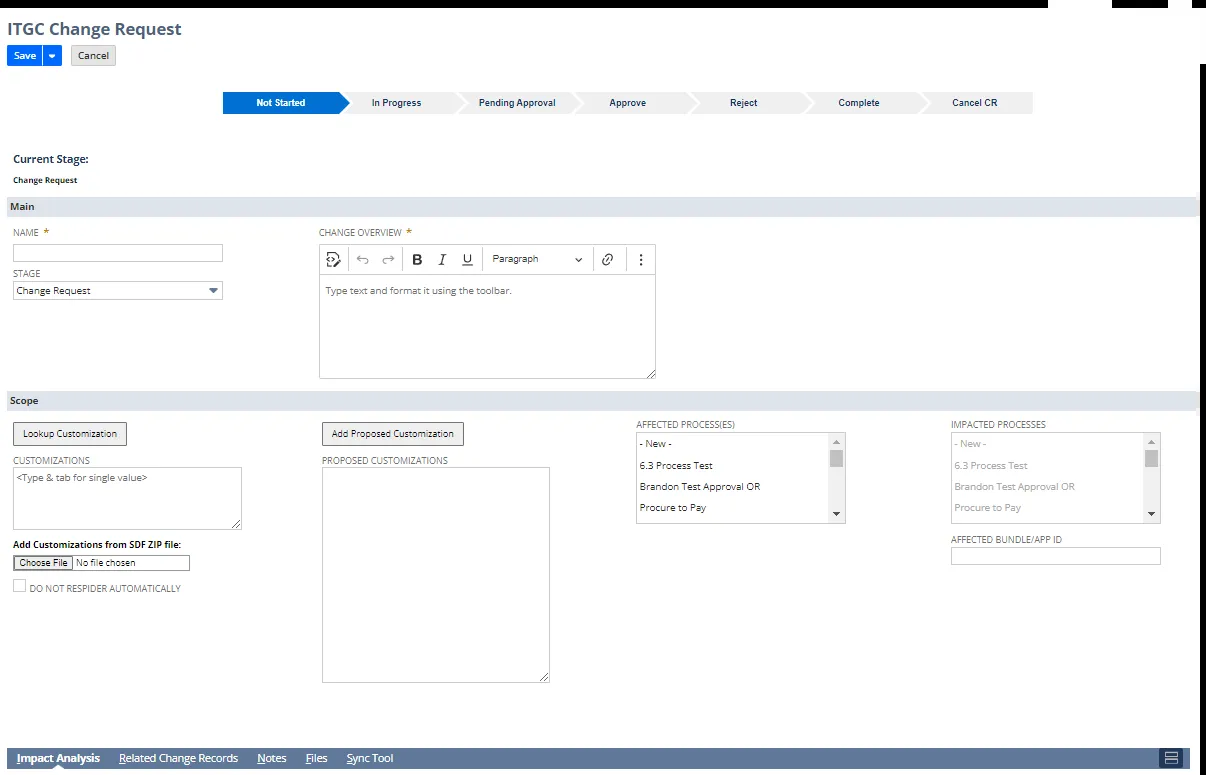 ITGC Change Request
Save
Cancel
Not Started
In Progress
Pending Approval
Approve
Reject
Complete
Cancel CR
Current Stage:
Change Request
Main
NAME *
STAGE
Change Request
CHANGE OVERVIEW *
B I U Paragraph
Type text and format it using the toolbar.
Scope
Lookup Customization
CUSTOMIZATIONS
<Type & tab for single value>
Add Customizations from SDF ZIP file:
Choose File No file chosen
DO NOT RESPIDER AUTOMATICALLY
Add Proposed Customization
PROPOSED CUSTOMIZATIONS
AFFECTED PROCESS(ES)
- New -
6.3 Process Test
Brandon Test Approval OR
Procure to Pay
IMPACTED PROCESSES
- New -
6.3 Process Test
Brandon Test Approval OR
Procure to Pay
AFFECTED BUNDLE/APP ID
Impact Analysis
Related Change Records
Notes
Files
Sync Tool